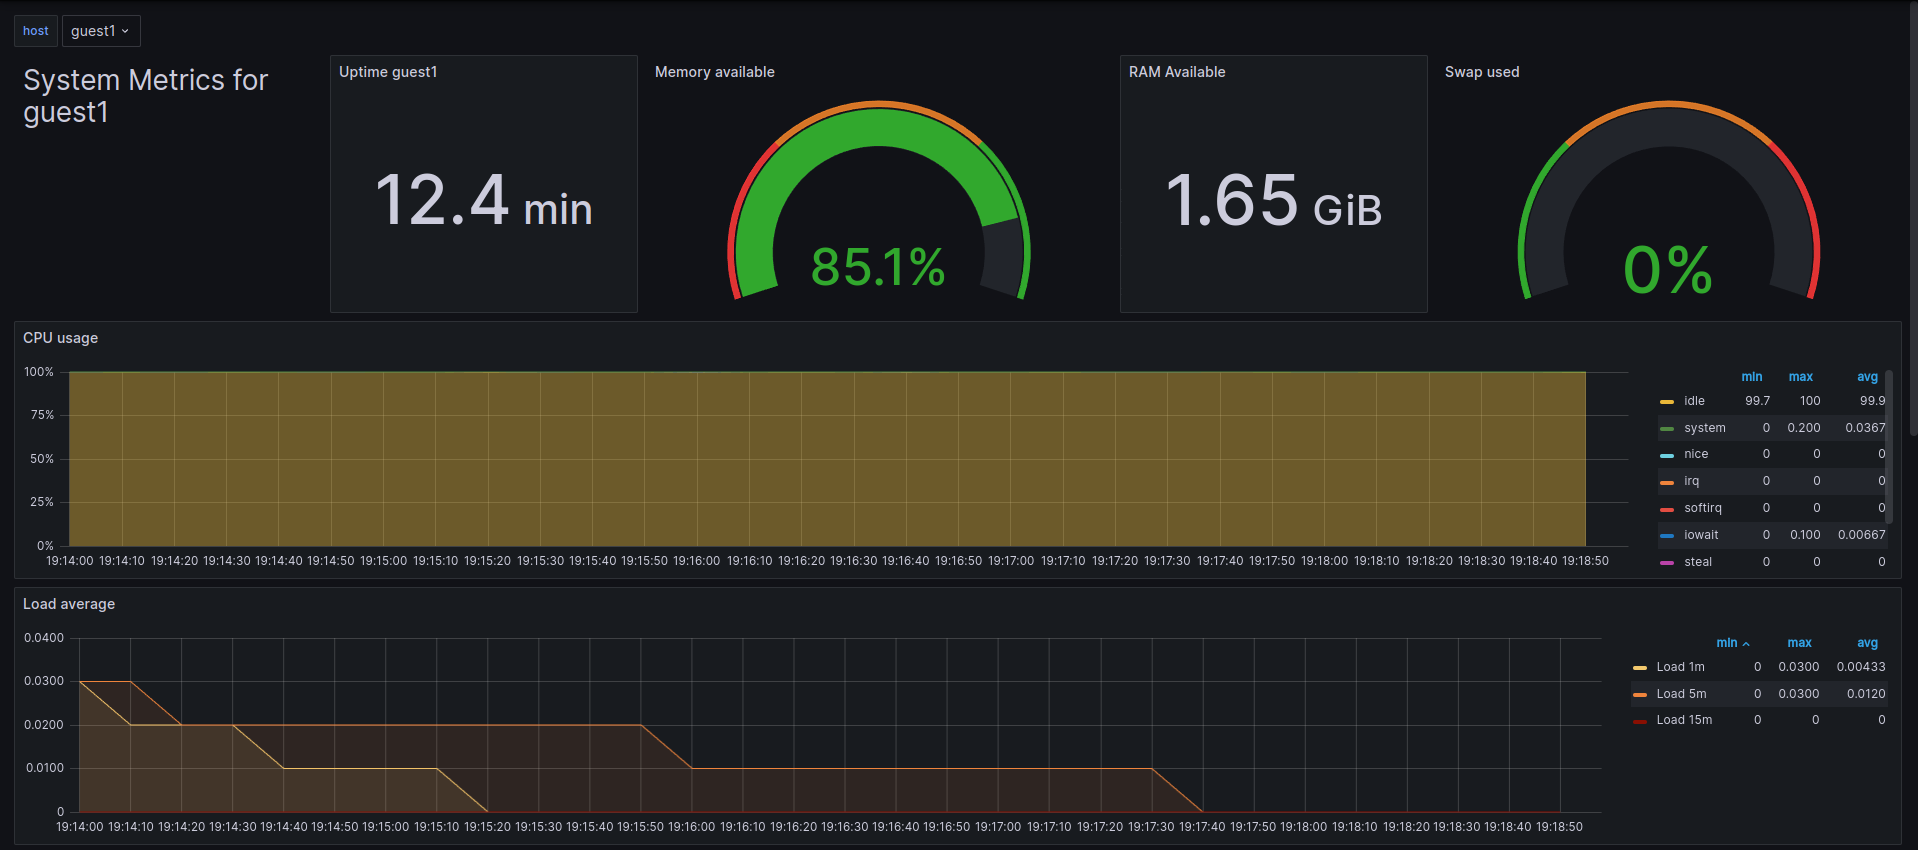 host guest1
System Metrics for
guest1
Uptime guest1
12.4 min
Memory available
85.1%
RAM Available
1.65 GiB
Swap used
0%
CPU usage
100%
75%
50%
25%
0%
19:14:00 19:14:10 19:14:20 19:14:30 19:14:40 19:14:50 19:15:00 19:15:10 19:15:20 19:15:30 19:15:40 19:15:50 19:16:00 19:16:10 19:16:20 19:16:30 19:16:40 19:16:50 19:17:00 19:17:10 19:17:20 19:17:30 19:17:40 19:17:50 19:18:00 19:18:10 19:18:20 19:18:30 19:18:40 19:18:50
min max avg
idle 99.7 100 99.9
system 0 0.200 0.0367
nice 0 0 0
irq 0 0 0
softirq 0 0 0
iowait 0 0.100 0.00667
steal 0 0 0
Load average
0.0400
0.0300
0.0200
0.0100
0
19:14:00 19:14:10 19:14:20 19:14:30 19:14:40 19:14:50 19:15:00 19:15:10 19:15:20 19:15:30 19:15:40 19:15:50 19:16:00 19:16:10 19:16:20 19:16:30 19:16:40 19:16:50 19:17:00 19:17:10 19:17:20 19:17:30 19:17:40 19:17:50 19:18:00 19:18:10 19:18:20 19:18:30 19:18:40 19:18:50
min max avg
Load 1m 0 0.0300 0.00433
Load 5m 0 0.0300 0.0120
Load 15m 0 0 0